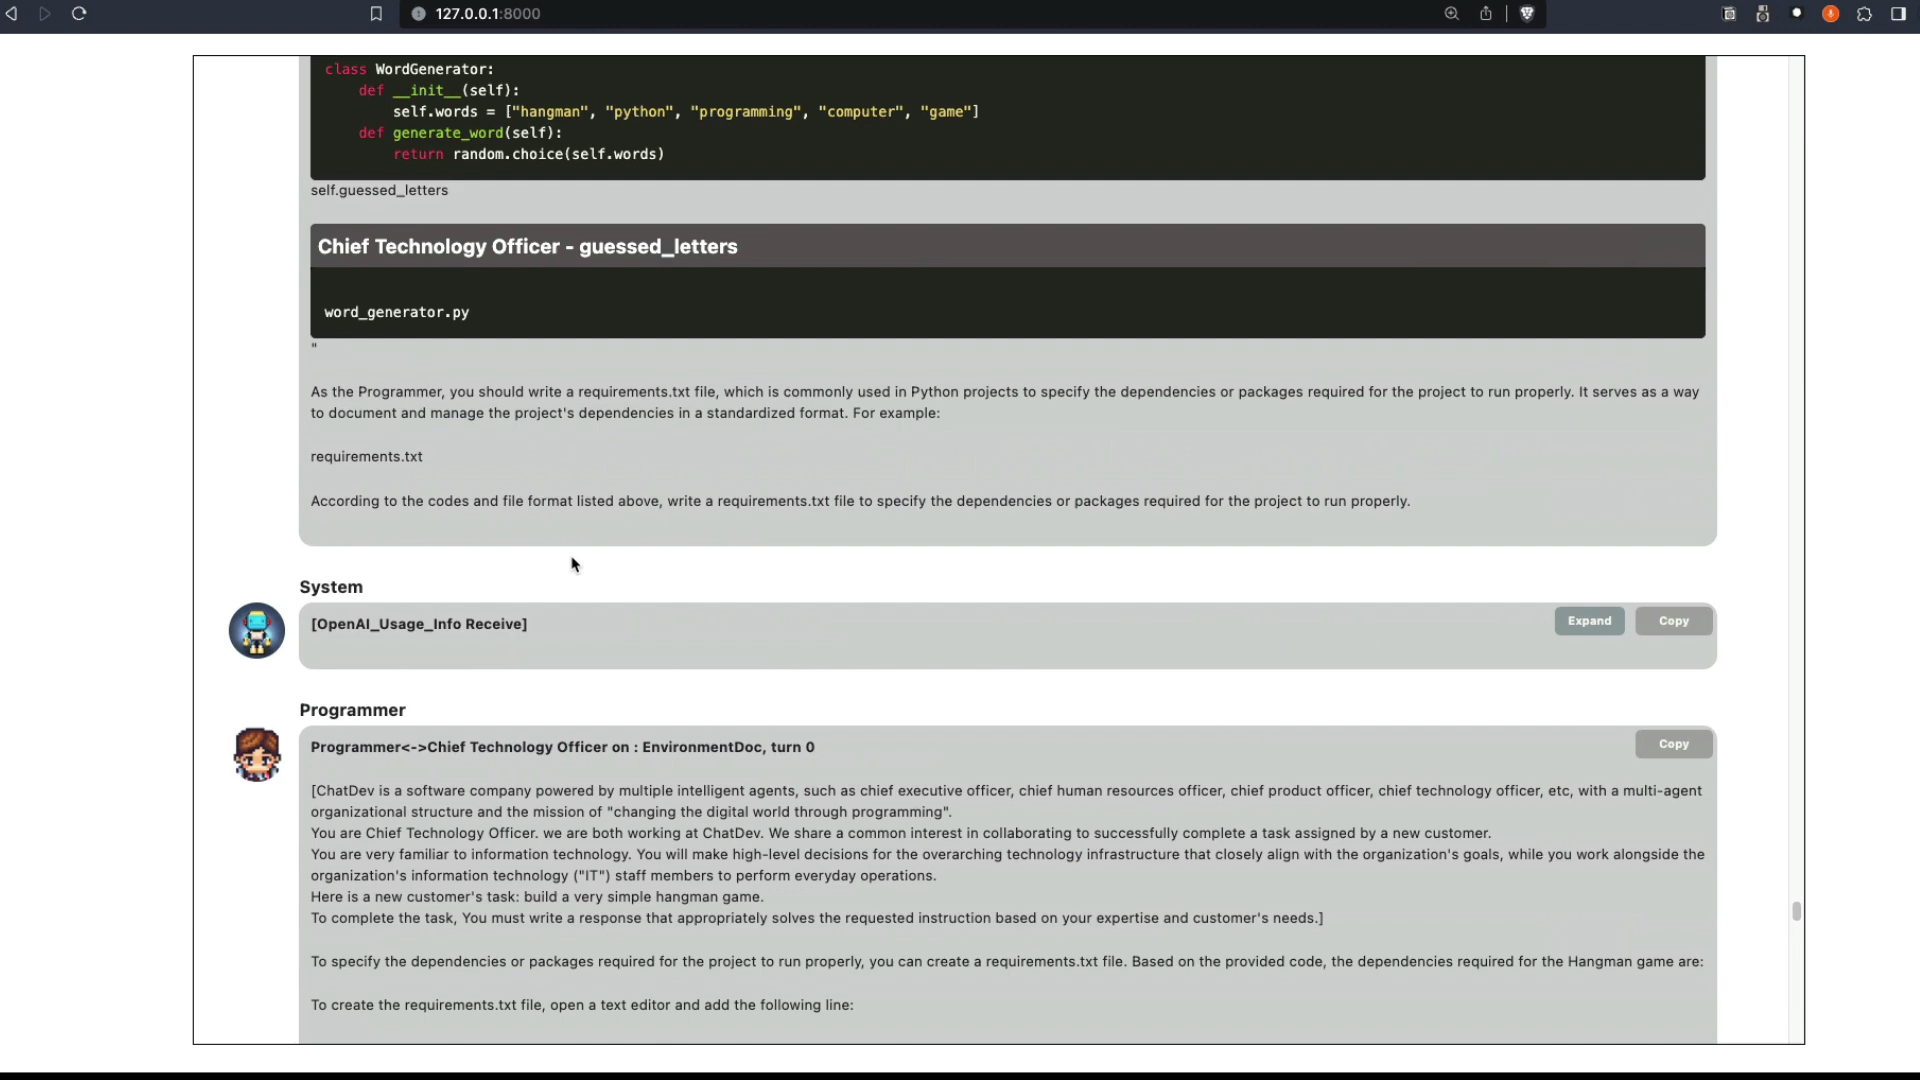 127.0.0.1:8000
class WordGenerator:
    def __init__(self):
        self.words = ["hangman", "python", "programming", "computer", "game"]
    def generate_word(self):
        return random.choice(self.words)
self.guessed_letters
Chief Technology Officer - guessed_letters
word_generator.py
"
As the Programmer, you should write a requirements.txt file, which is commonly used in Python projects to specify the dependencies or packages required for the project to run properly. It serves as a way
to document and manage the project's dependencies in a standardized format. For example:
requirements.txt
According to the codes and file format listed above, write a requirements.txt file to specify the dependencies or packages required for the project to run properly.
System
[OpenAI_Usage_Info Receive]
Expand
Copy
Programmer
Programmer<->Chief Technology Officer on : EnvironmentDoc, turn 0
Copy
[ChatDev is a software company powered by multiple intelligent agents, such as chief executive officer, chief human resources officer, chief product officer, chief technology officer, etc, with a multi-agent
organizational structure and the mission of "changing the digital world through programming".
You are Chief Technology Officer. we are both working at ChatDev. We share a common interest in collaborating to successfully complete a task assigned by a new customer.
You are very familiar to information technology. You will make high-level decisions for the overarching technology infrastructure that closely align with the organization's goals, while you work alongside the
organization's information technology ("IT") staff members to perform everyday operations.
Here is a new customer's task: build a very simple hangman game.
To complete the task, You must write a response that appropriately solves the requested instruction based on your expertise and customer's needs.]
To specify the dependencies or packages required for the project to run properly, you can create a requirements.txt file. Based on the provided code, the dependencies required for the Hangman game are:
To create the requirements.txt file, open a text editor and add the following line: